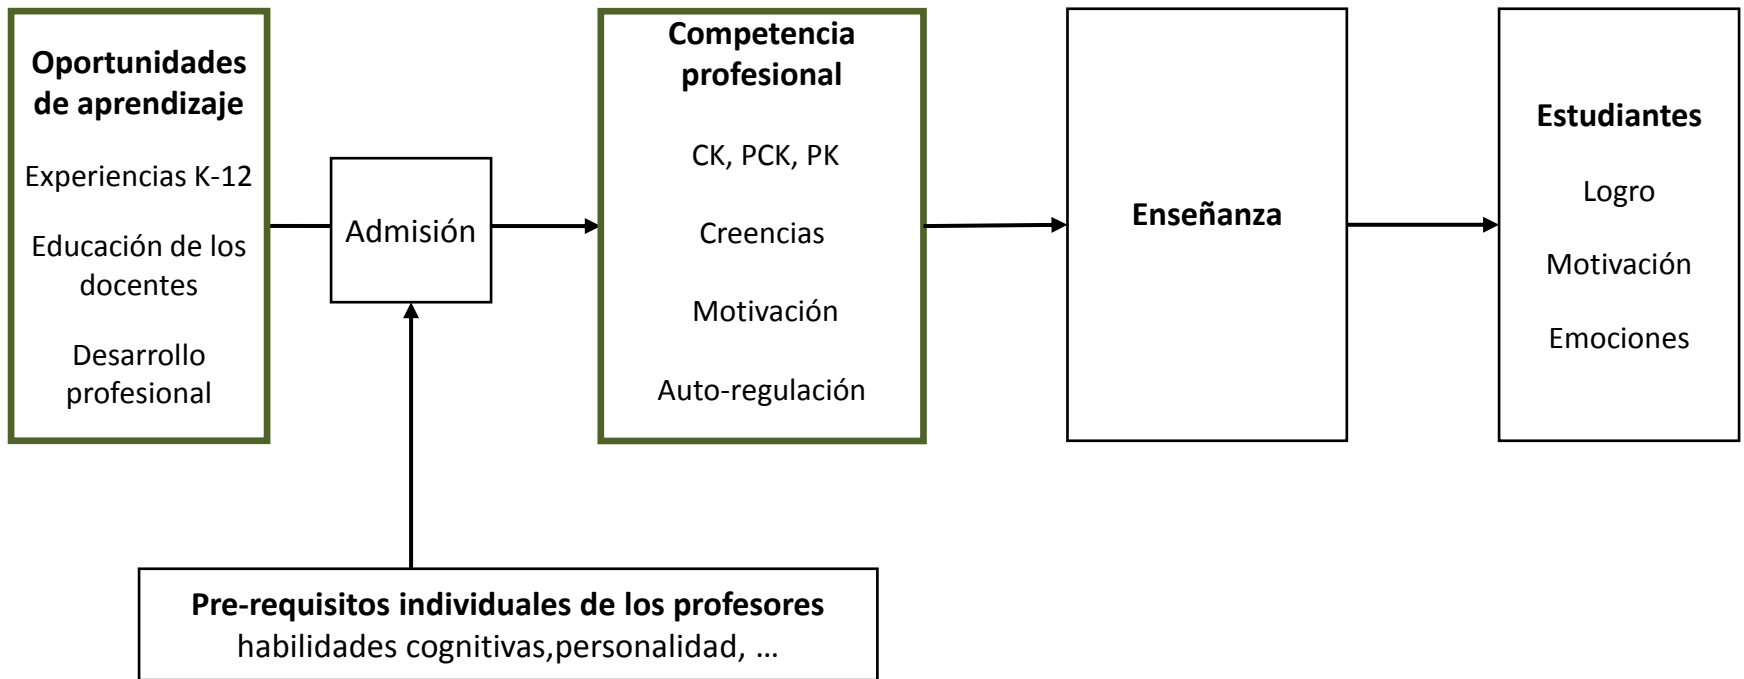 Oportunidades
de aprendizaje
Experiencias K-12
Educación de los
docentes
Desarrollo
profesional
Admisión
Competencia
profesional
CK, PCK, PK
Creencias
Motivación
Auto-regulación
Enseñanza
Estudiantes
Logro
Motivación
Emociones
Pre-requisitos individuales de los profesores
habilidades cognitivas,personalidad, ...